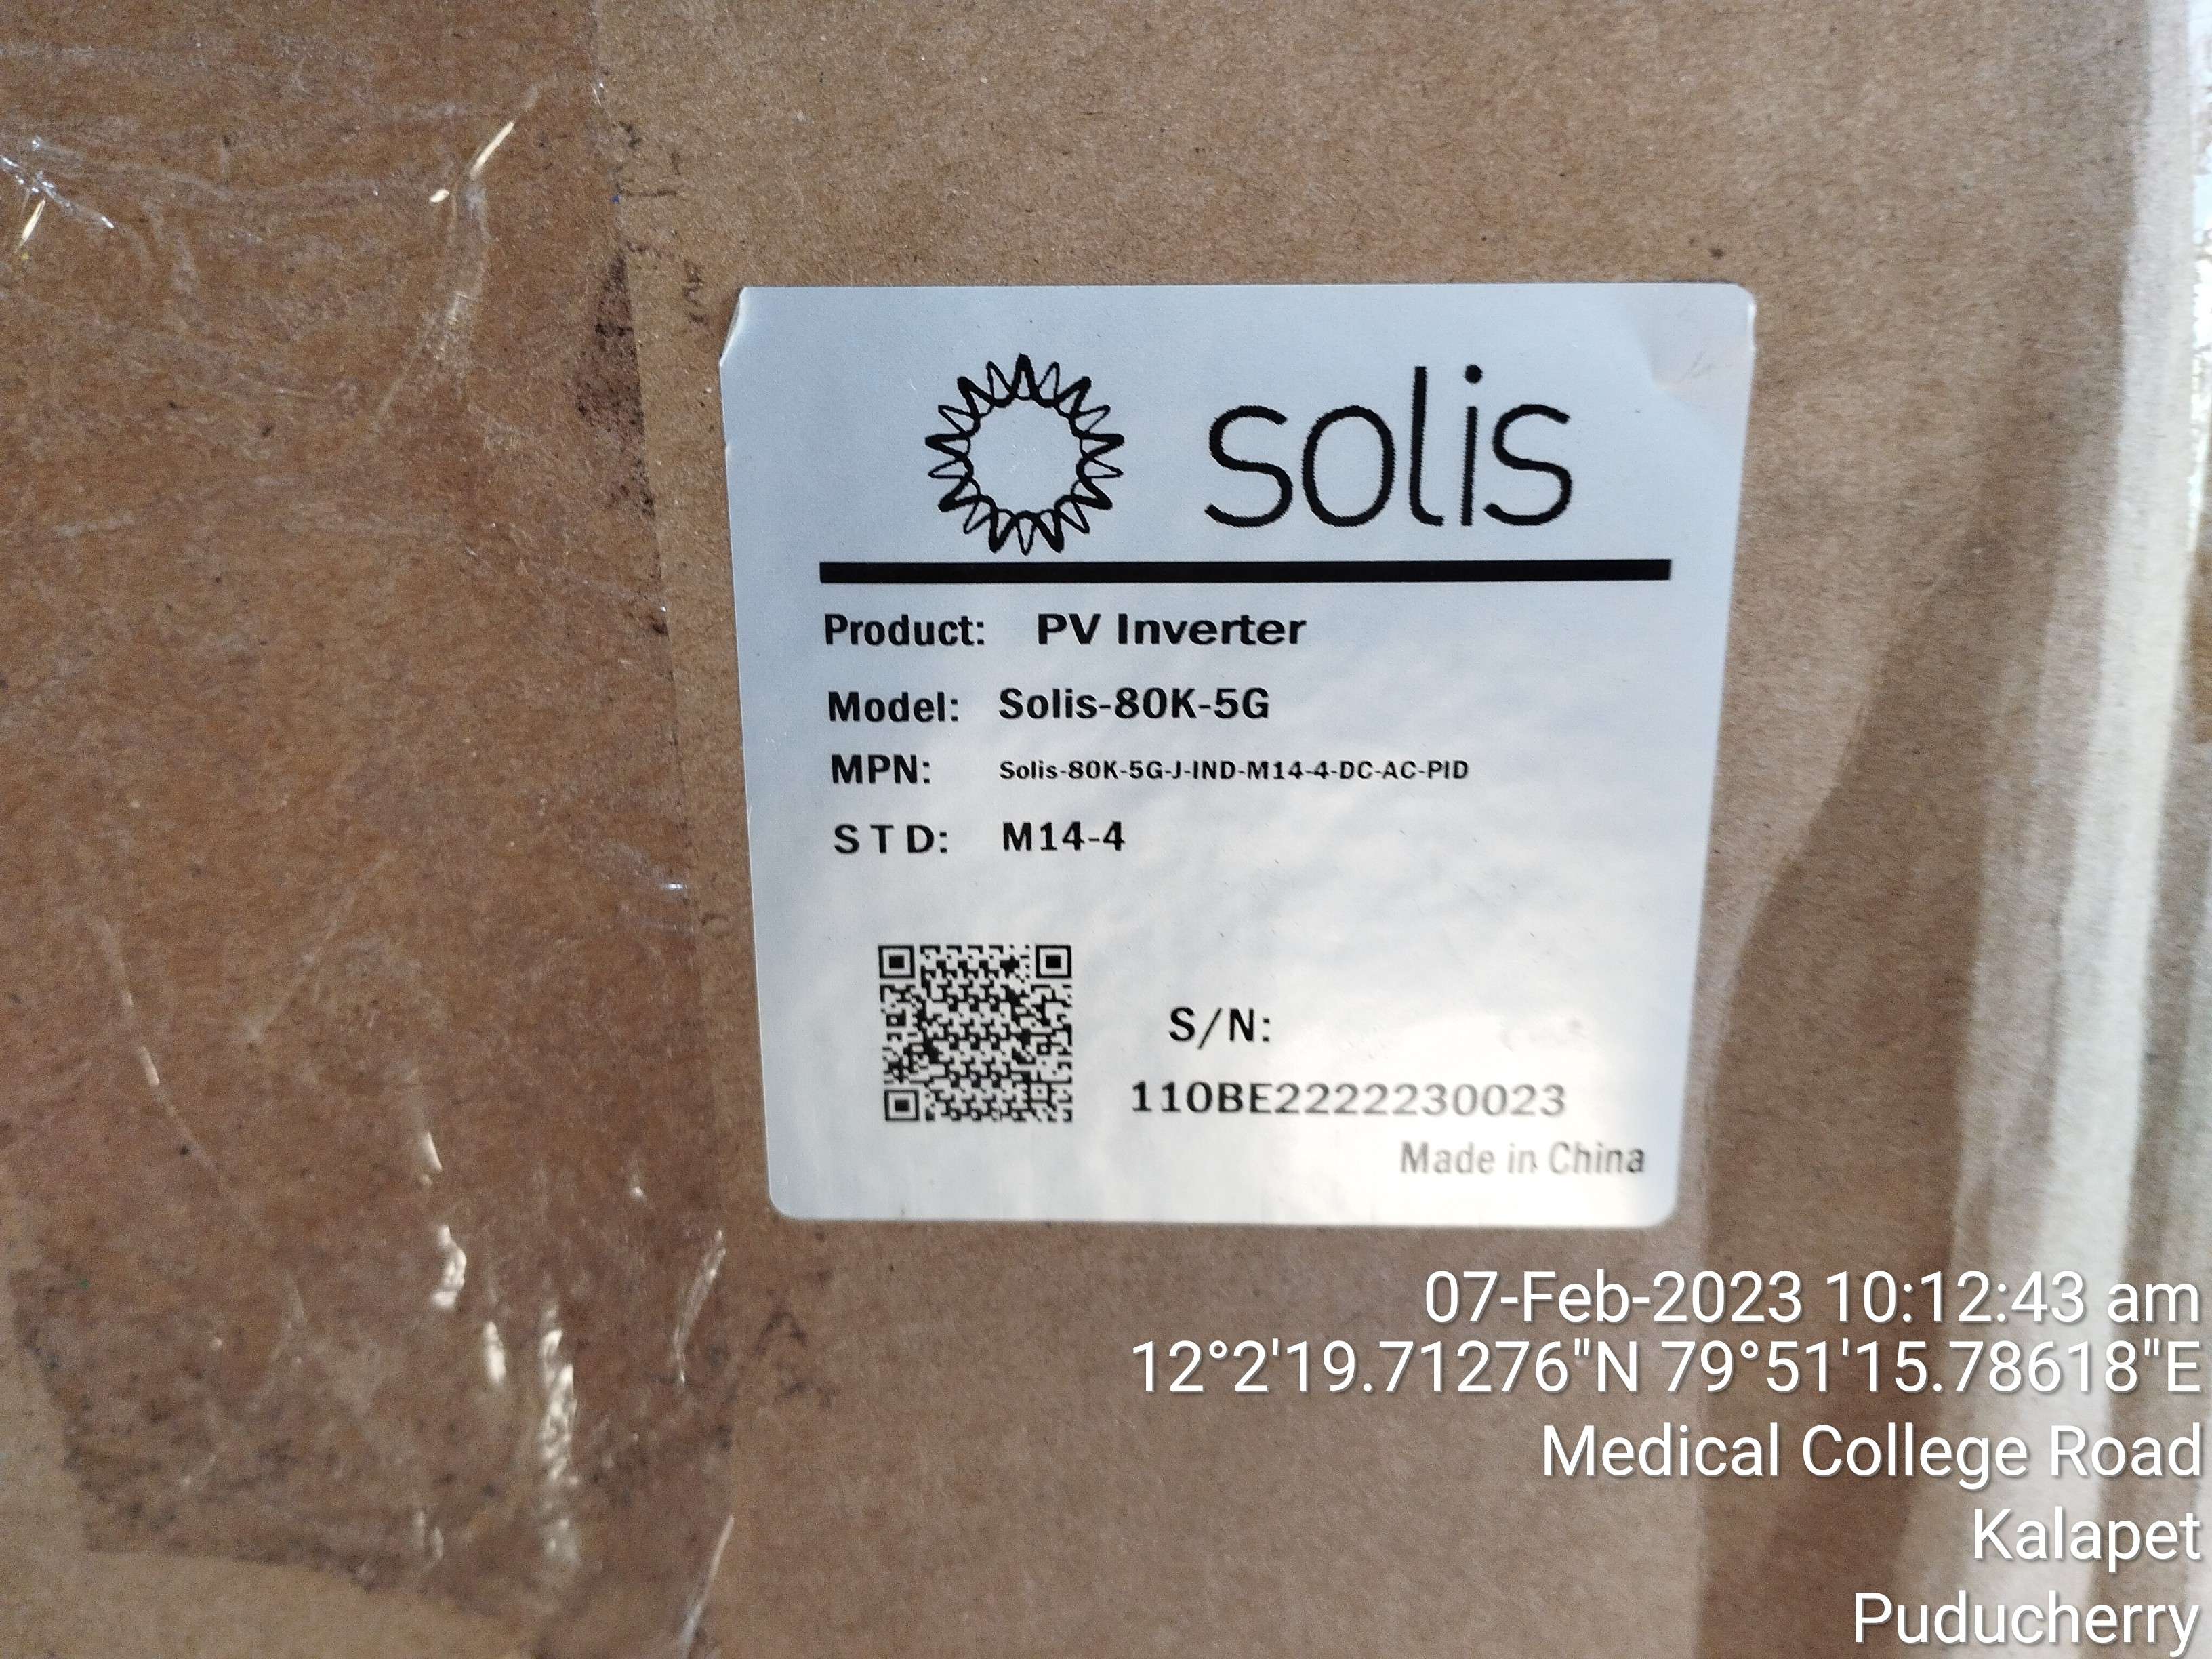 solis
Product: PV Inverter
Model: Solis-80K-5G
MPN: Solis-80K-5G-J-IND-M14-4-DC-AC-PID
S T D: M14-4
S/N:
110BE2222230023
Made in China
07-Feb-2023 10:12:43 am
12°2'19.71276"N 79°51'15.78618"E
Medical College Road
Kalapet
Puducherry